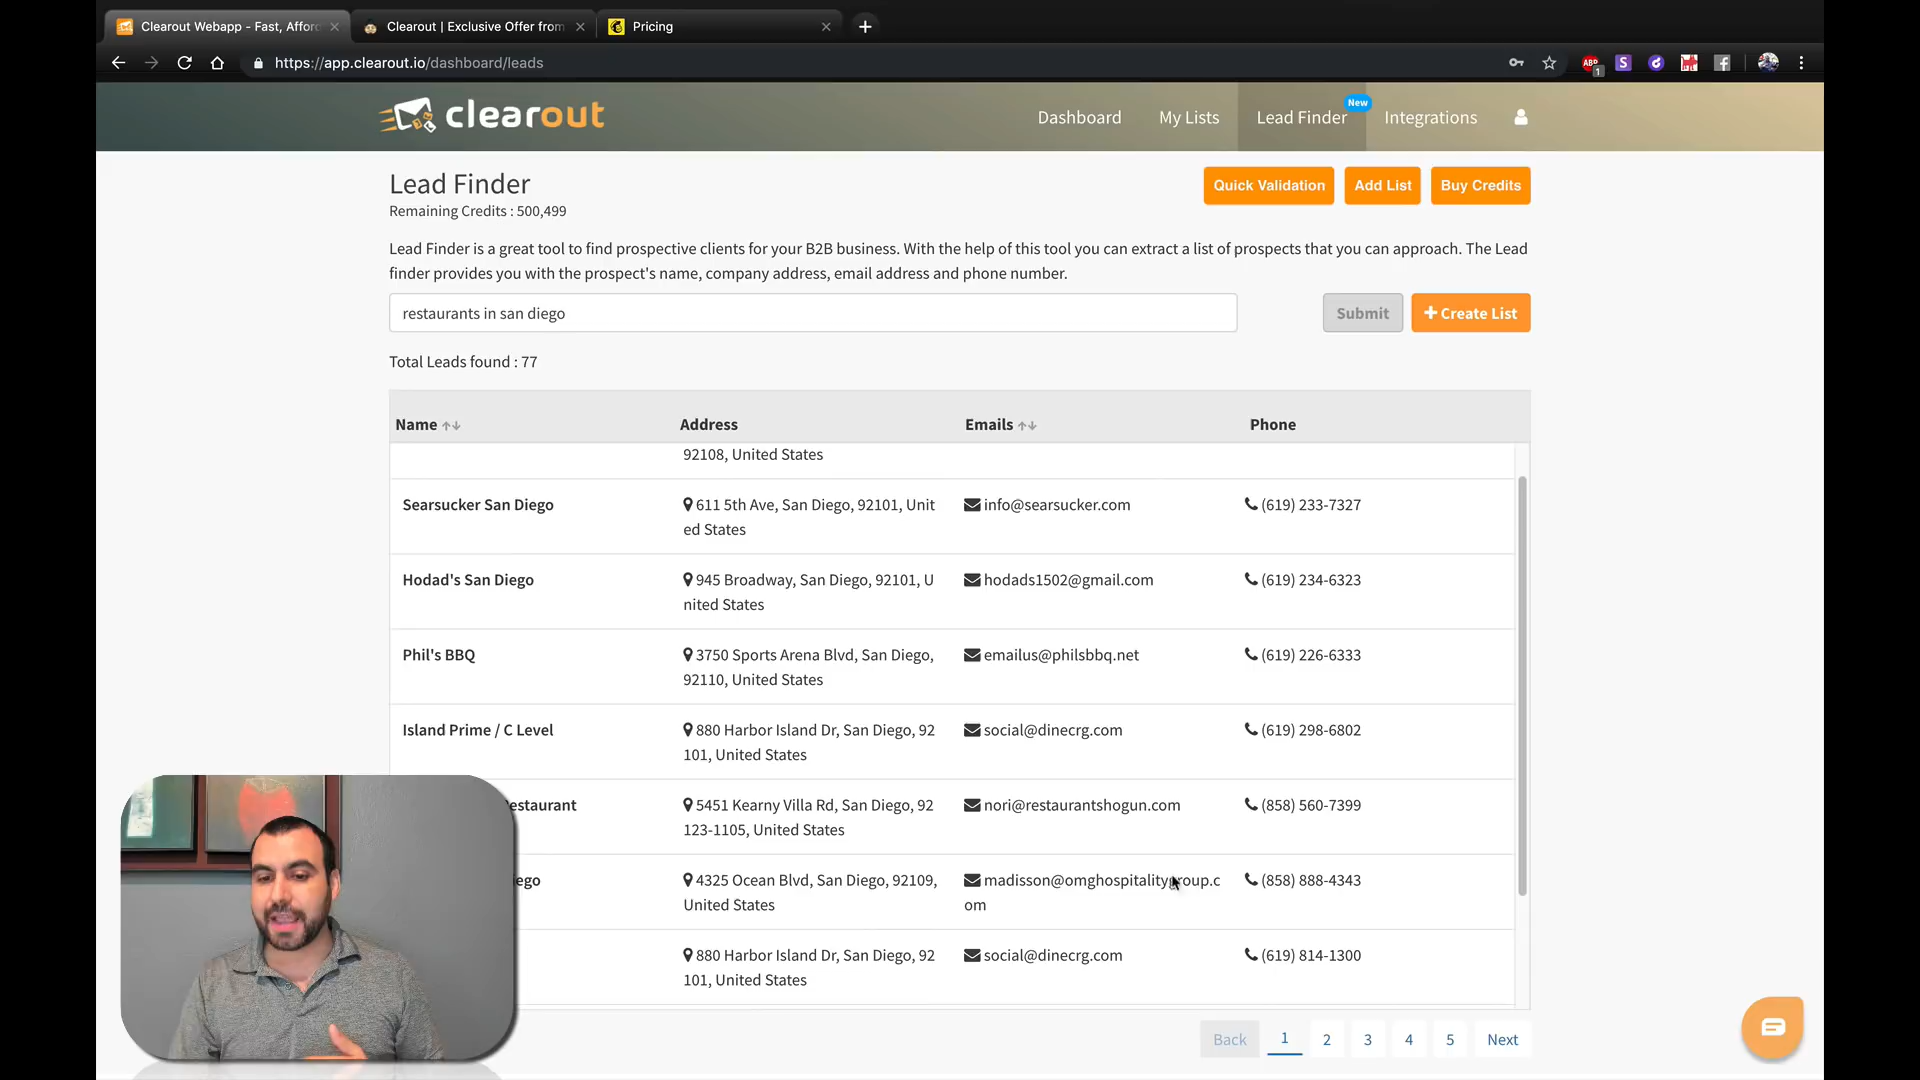 Clearout Webapp - Fast, Affor
Clearout | Exclusive Offer from
Pricing
https://app.clearout.io/dashboard/leads
ABP
1
S
clearout
Dashboard
My Lists
Lead Finder
New
Integrations
Lead Finder
Remaining Credits : 500,499
Quick Validation
Add List
Buy Credits
Lead Finder is a great tool to find prospective clients for your B2B business. With the help of this tool you can extract a list of prospects that you can approach. The Lead
finder provides you with the prospect's name, company address, email address and phone number.
restaurants in san diego
Submit
Create List
Total Leads found : 77
Name
Address
Emails
Phone
92108, United States
Searsucker San Diego
611 5th Ave, San Diego, 92101, Unit
ed States
info@searsucker.com
(619) 233-7327
Hodad's San Diego
945 Broadway, San Diego, 92101, U
nited States
hodads1502@gmail.com
(619) 234-6323
Phil's BBQ
3750 Sports Arena Blvd, San Diego,
92110, United States
emailus@philsbbq.net
(619) 226-6333
Island Prime / C Level
880 Harbor Island Dr, San Diego, 92
101, United States
social@dinecrg.com
(619) 298-6802
estaurant
5451 Kearny Villa Rd, San Diego, 92
123-1105, United States
nori@restaurantshogun.com
(858) 560-7399
iego
4325 Ocean Blvd, San Diego, 92109,
United States
madisson@omghospitalitygroup.c
om
(858) 888-4343
880 Harbor Island Dr, San Diego, 92
101, United States
social@dinecrg.com
(619) 814-1300
Back
1
2
3
4
5
Next